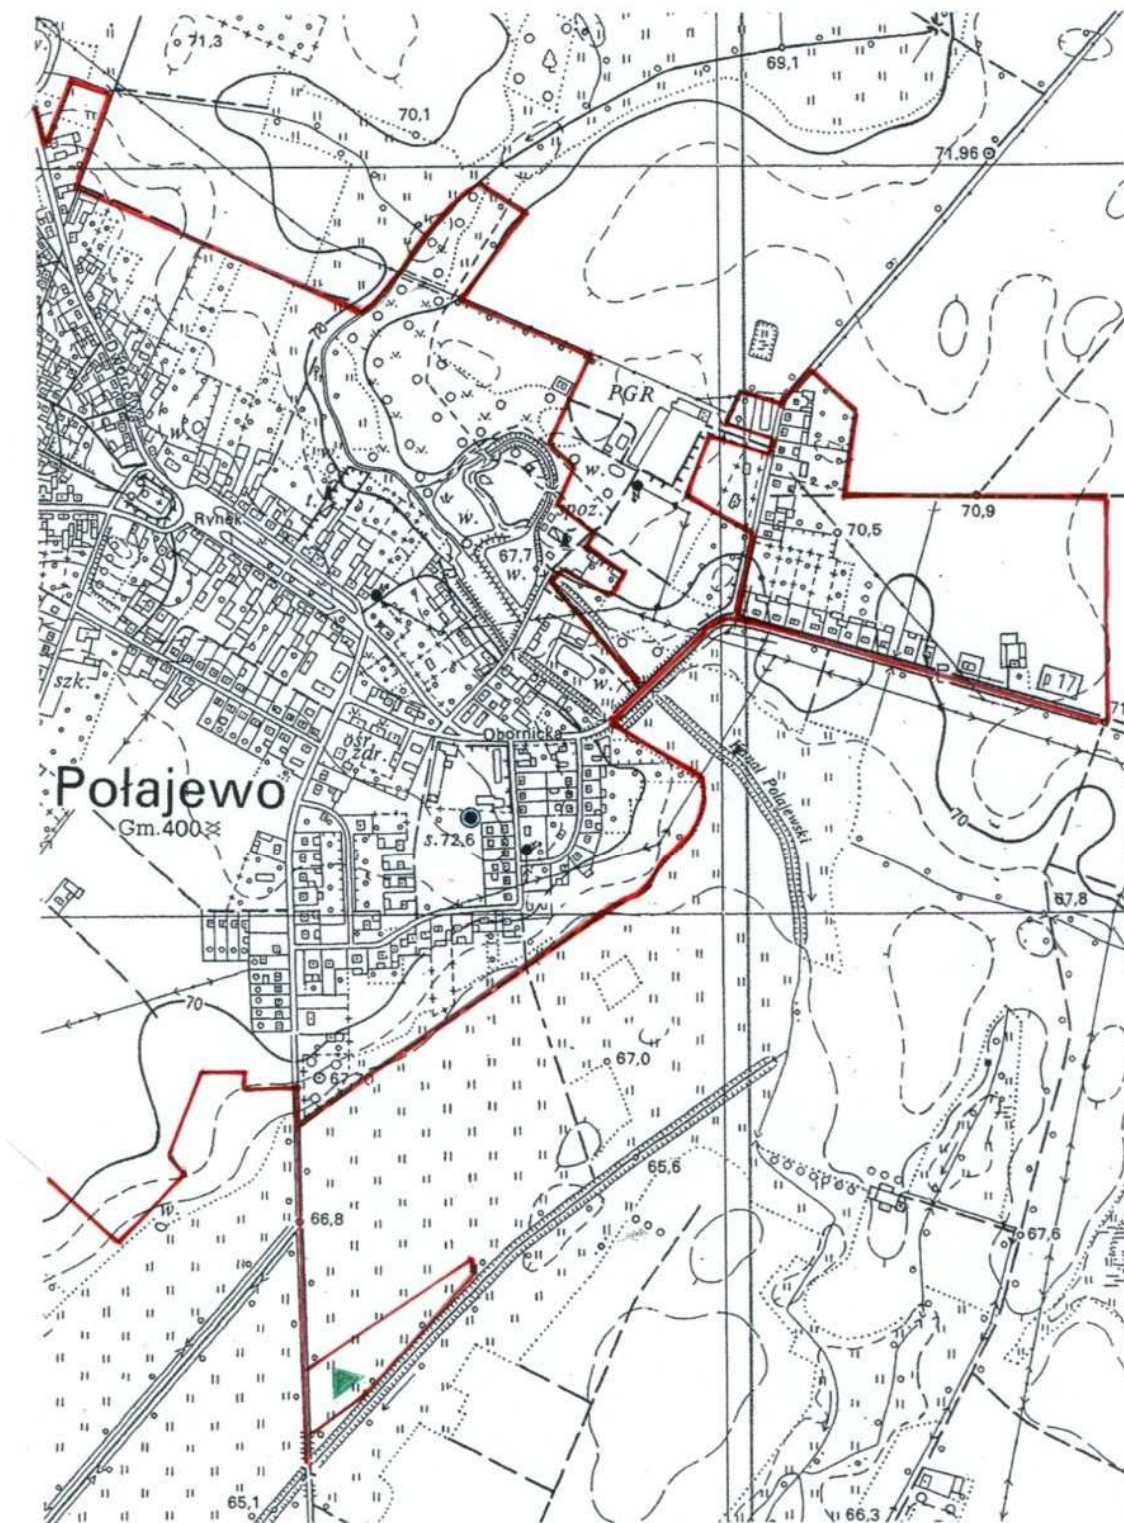 w.
71,3
69,1
70,1
71,96
70
PGR
w.
w.
poz.
w.
70,9
70,5
Rynek
67,7
w.
szk.
w.
p 17
71
Obornicka
ośr.
zdr.
Kanał Połajewski
Połajewo
Gm.400
s.72,6
70
67,8
70
67,0
65,6
w.
66,8
67,6
65,1
66,3